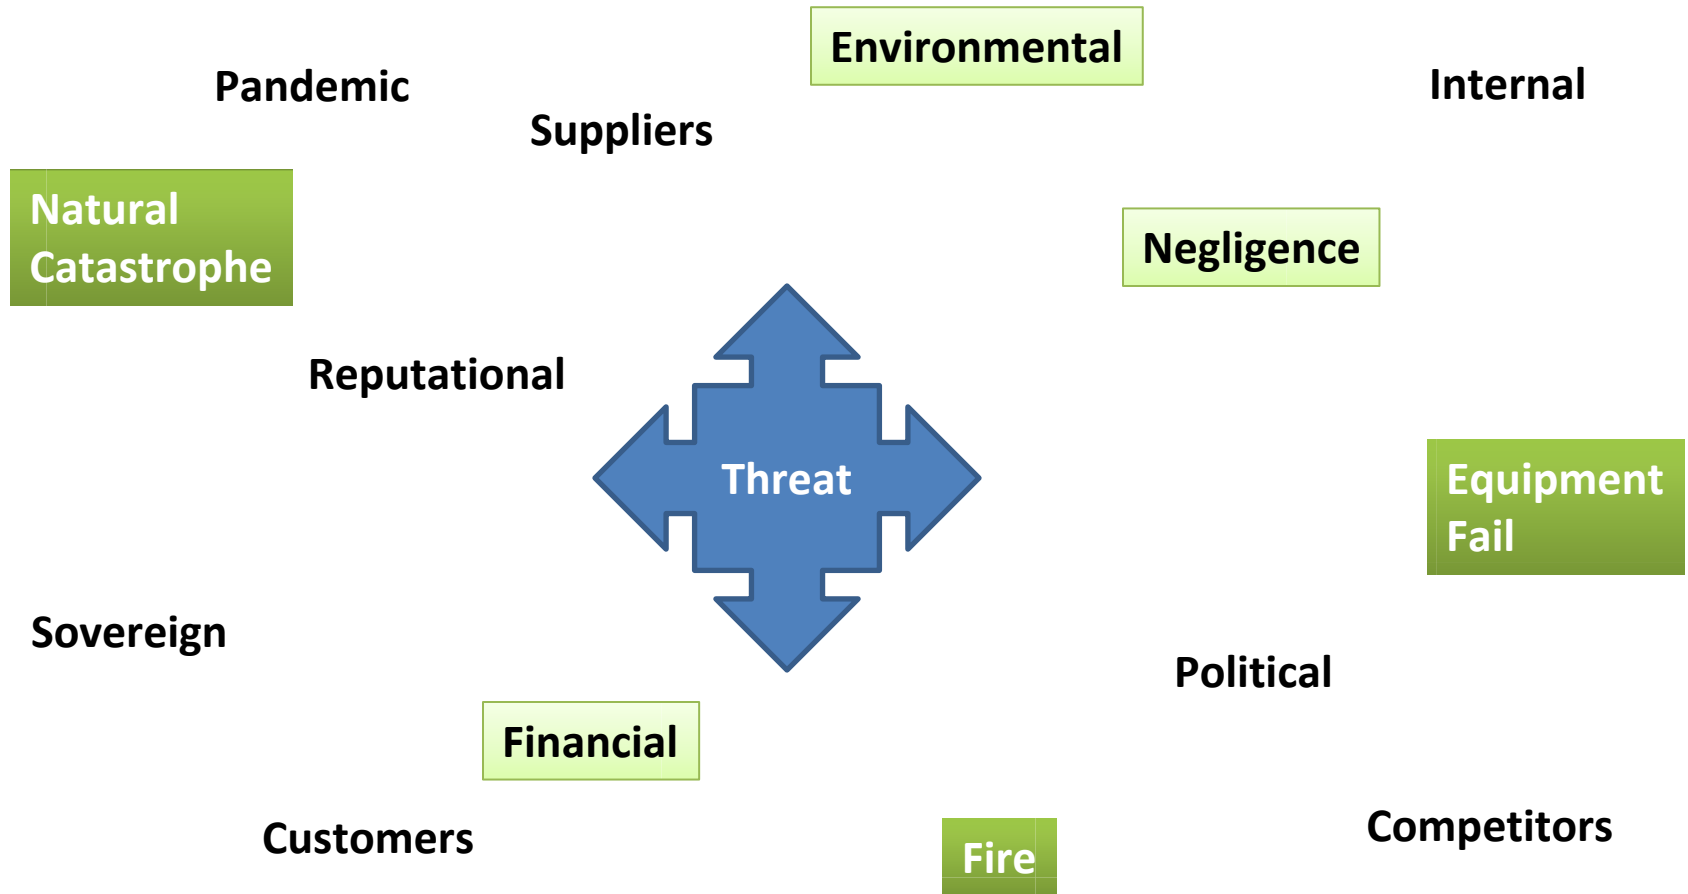 Environmental
Pandemic
Internal
Suppliers
Natural
Catastrophe
Negligence
Reputational
Threat
Equipment
Fail
Sovereign
Political
Financial
Customers
Competitors
Fire